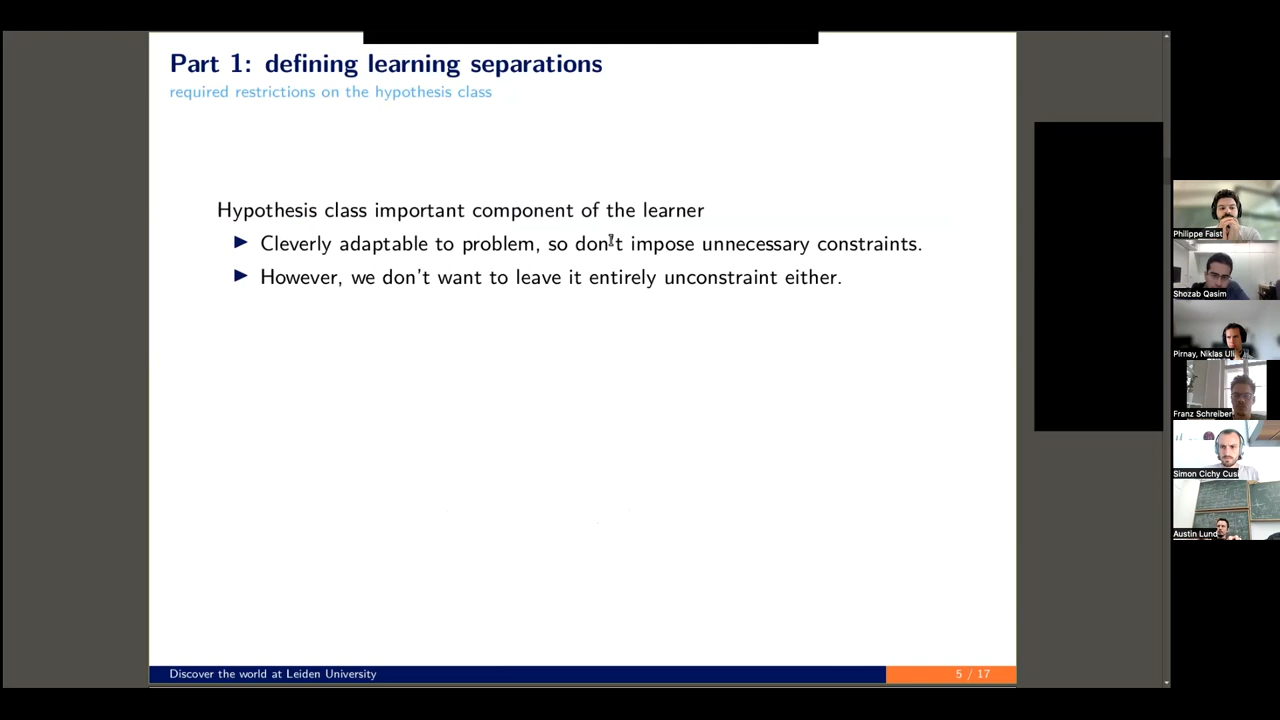 Part 1: defining learning separations
required restrictions on the hypothesis class
Hypothesis class important component of the learner
Cleverly adaptable to problem, so don't impose unnecessary constraints.
However, we don't want to leave it entirely unconstraint either.
Discover the world at Leiden University
5 / 17
Philippe Faist
Shozab Qasim
Pirnay, Niklas Ulli
Franz Schreiber
Simon Cichy Cus
Austin Lund